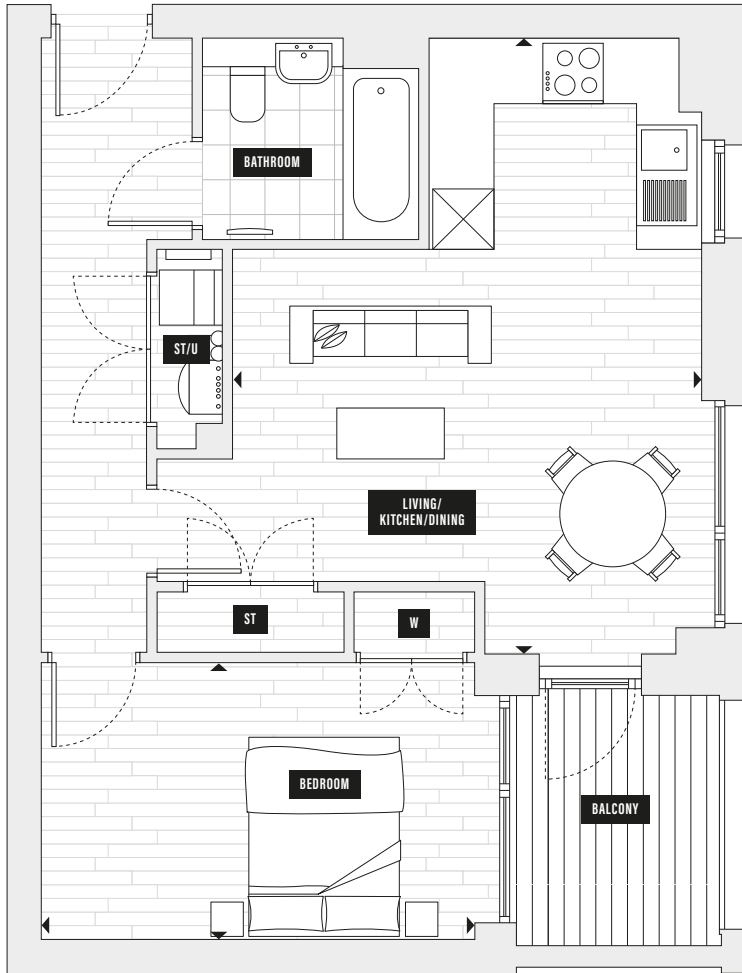 BATHROOM
ST/U
LIVING/
KITCHEN/DINING
ST
W
BEDROOM
BALCONY